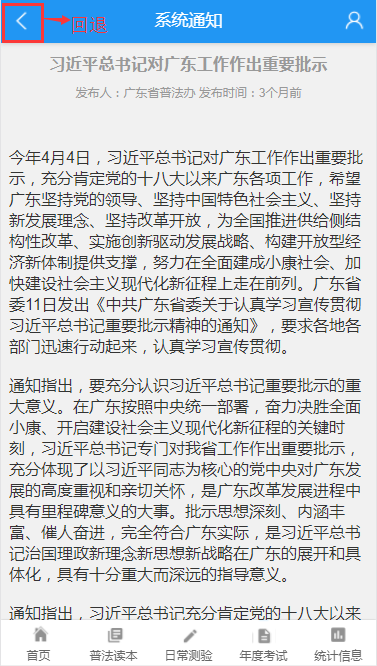 回退
系统通知
习近平总书记对广东工作作出重要批示
发布人：广东省普法办 发布时间：3个月前
今年4月4日，习近平总书记对广东工作作出重要批
示，充分肯定党的十八大以来广东各项工作，希望
广东坚持党的领导、坚持中国特色社会主义、坚持
新发展理念、坚持改革开放，为全国推进供给侧结
构性改革、实施创新驱动发展战略、构建开放型经
济新体制提供支撑，努力在全面建成小康社会、加
快建设社会主义现代化新征程上走在前列。广东省
委11日发出《中共广东省委关于认真学习宣传贯彻
习近平总书记重要批示精神的通知》，要求各地各
部门迅速行动起来，认真学习宣传贯彻。
通知指出，要充分认识习近平总书记重要批示的重
大意义。在广东按照中央统一部署，奋力决胜全面
小康、开启建设社会主义现代化新征程的关键时
刻，习近平总书记专门对我省工作作出重要批示，
充分体现了以习近平同志为核心的党中央对广东发
展的高度重视和亲切关怀，是广东改革发展进程中
具有里程碑意义的大事。批示思想深刻、内涵丰
富、催人奋进，完全符合广东实际，是习近平总书
记治国理政新理念新思想新战略在广东的展开和具
体化，具有十分重大而深远的指导意义。
通知指出，习近平总书记充分肯定党的十八大以来
首页
普法读本
日常测验
年度考试
统计信息